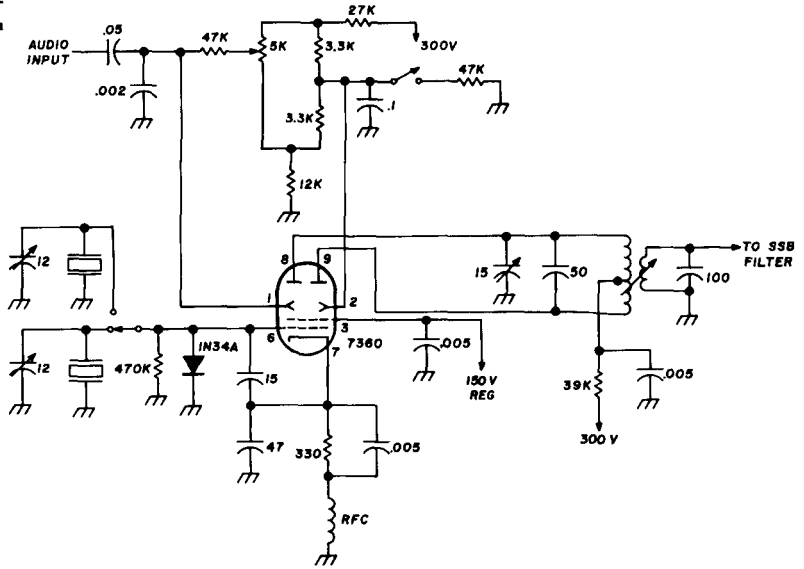 27K
.05
AUDIO
INPUT
47K
5K
3.3K
300V
47K
.002
.1
3.3K
12K
12
8
9
15
50
TO SSB
FILTER
100
1
2
3
6
7360
7
12
470K
1N34A
15
.005
150V
REG
39K
.005
300 V
47
330
.005
RFC